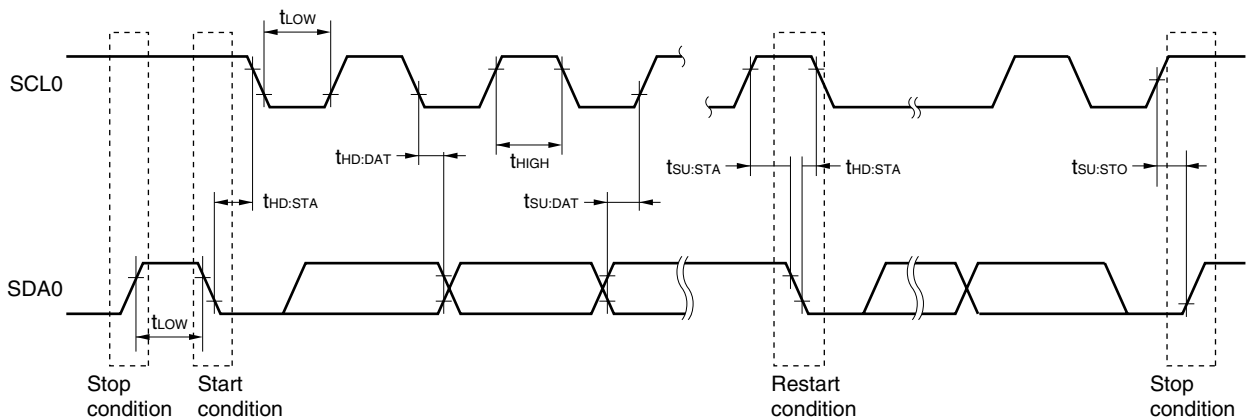 tLOW
SCL0
tHD:DAT
tHIGH
tSU:STA
tHD:STA
tSU:STO
tHD:STA
tSU:DAT
SDA0
tLOW
Stop
condition
Start
condition
Restart
condition
Stop
condition